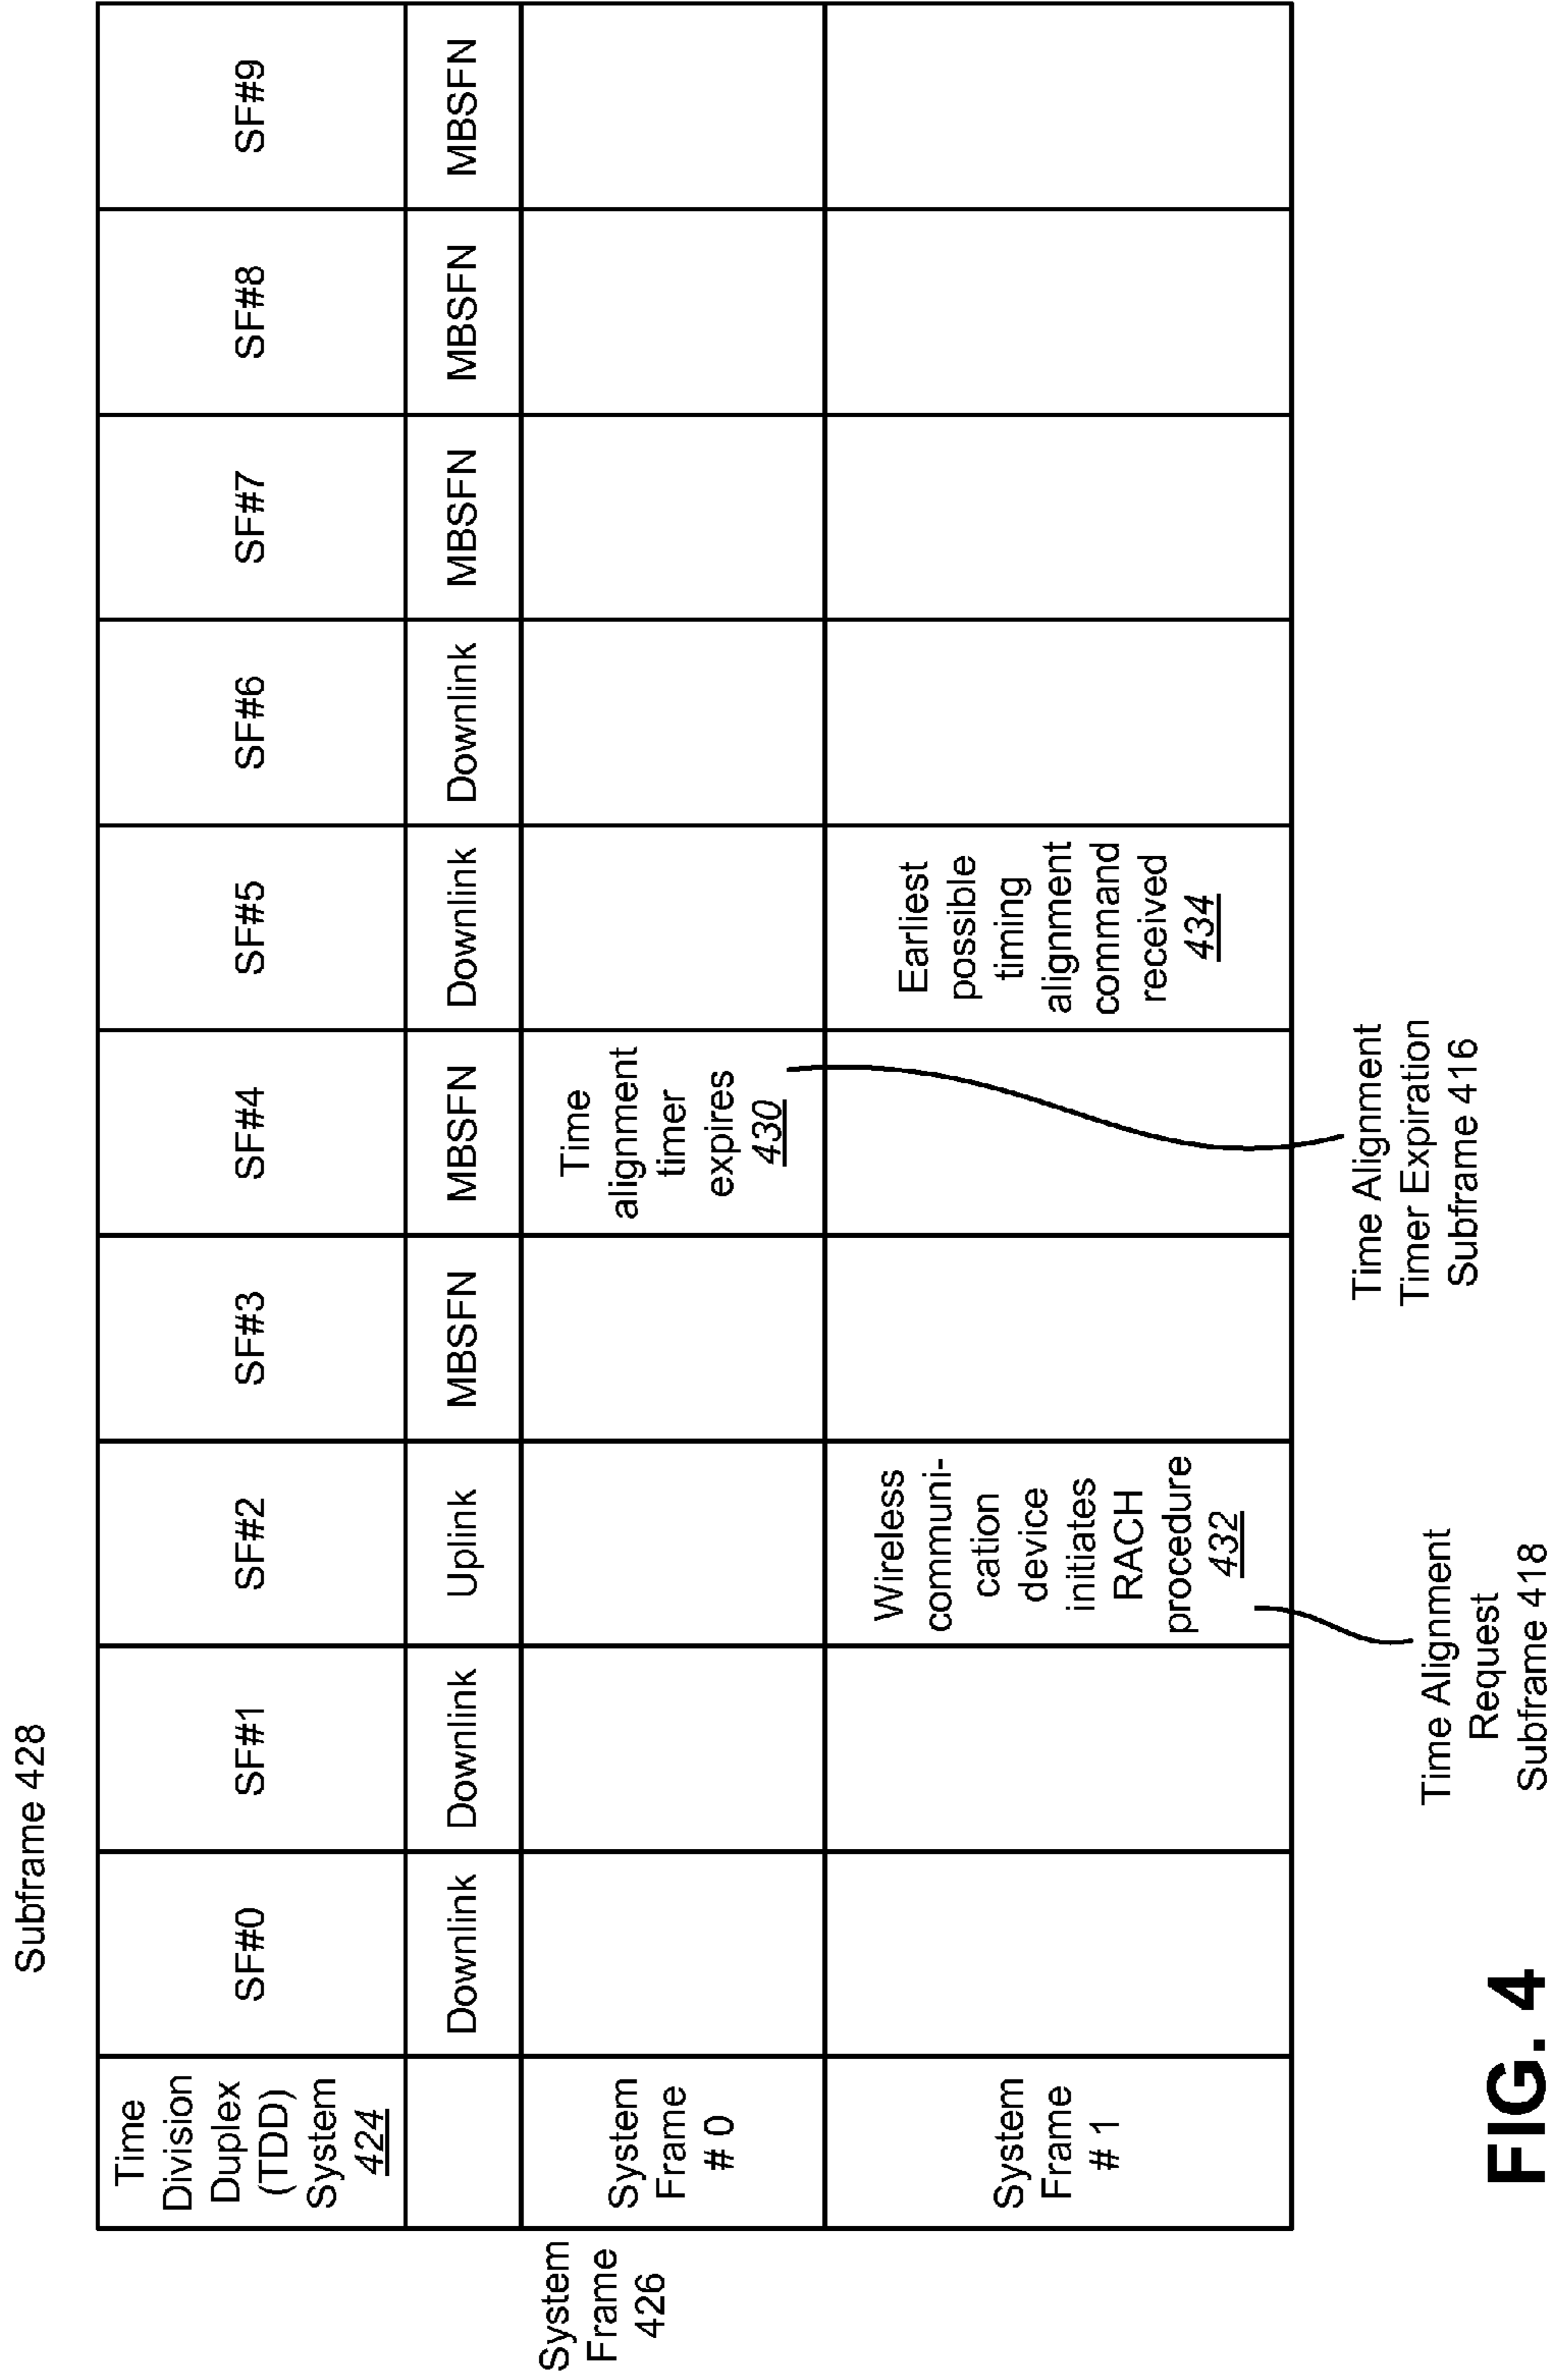 Subframe 428
Time
Division
Duplex
(TDD)
System
424
SF#0
SF#1
SF#2
SF#3
SF#4
SF#5
SF#6
SF#7
SF#8
SF#9
Downlink
Downlink
Uplink
MBSFN
MBSFN
Downlink
Downlink
MBSFN
MBSFN
MBSFN
System
Frame
426
System
Frame
# 0
Time
alignment
timer
expires
430
System
Frame
# 1
Wireless
communi-
cation
device
initiates
RACH
procedure
432
Earliest
possible
timing
alignment
command
received
434
Time Alignment
Request
Subframe 418
Time Alignment
Timer Expiration
Subframe 416
FIG. 4